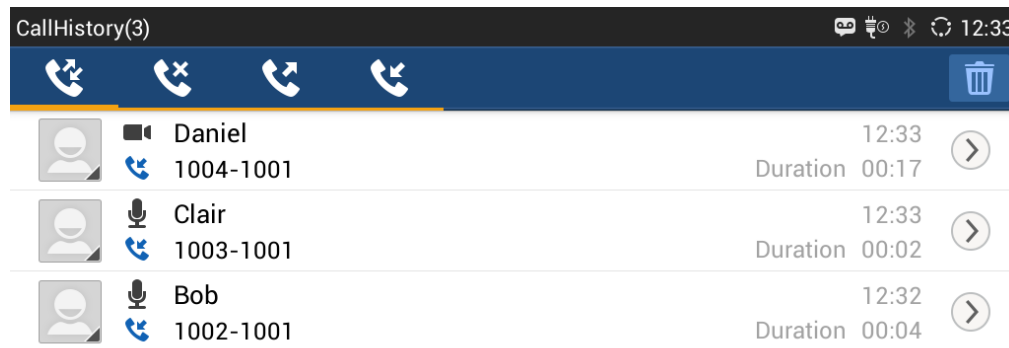 CallHistory(3) 12:33
Daniel 12:33
1004-1001 Duration 00:17
Clair 12:33
1003-1001 Duration 00:02
Bob 12:32
1002-1001 Duration 00:04